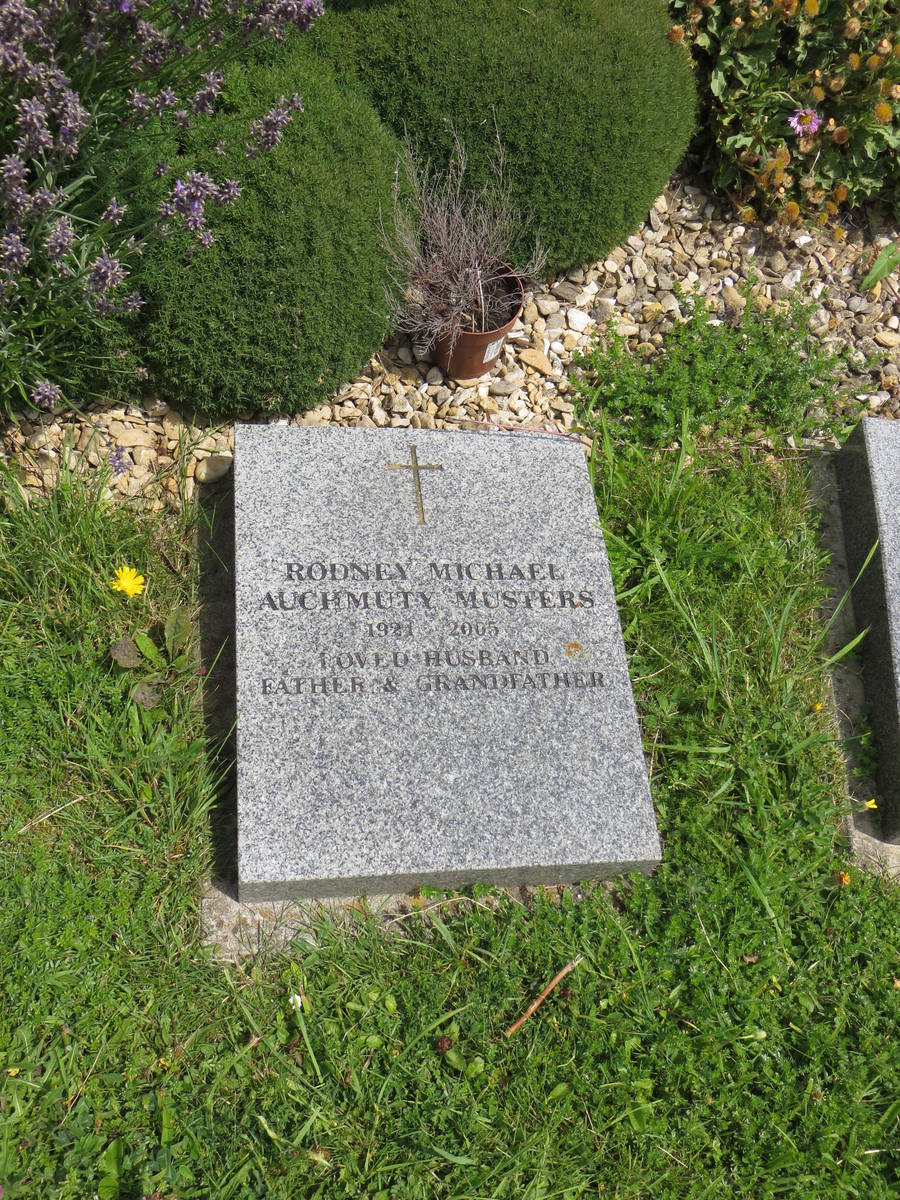 RODNEY MICHAEL
AUCHMUTY MUSTERS
1921 2005
LOVED HUSBAND
FATHER & GRANDFATHER